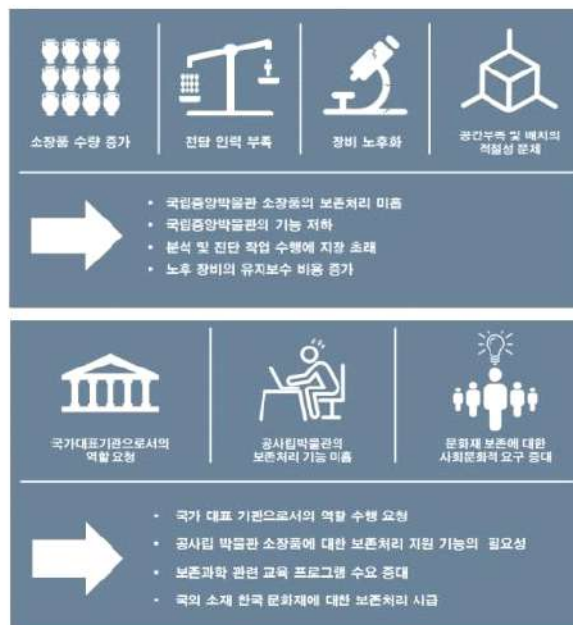 소장품 수량 증가
전담 인력 부족
장비 노후화
공간부족 및 배치의
적절성 문제
• 국립중앙박물관 소장품의 보존처리 미흡
• 국립중앙박물관의 기능 저하
• 분석 및 진단 작업 수행에 지장 초래
• 노후 장비의 유지보수 비용 증가
국가대표기관으로서의
역할 요청
공사립박물관의
보존처리 기능 미흡
문화재 보존에 대한
사회문화적 요구 증대
• 국가 대표 기관으로서의 역할 수행 요청
• 공사립 박물관 소장품에 대한 보존처리 지원 기능의 필요성
• 보존과학 관련 교육 프로그램 수요 증대
• 국외 소재 한국 문화재에 대한 보존처리 시급